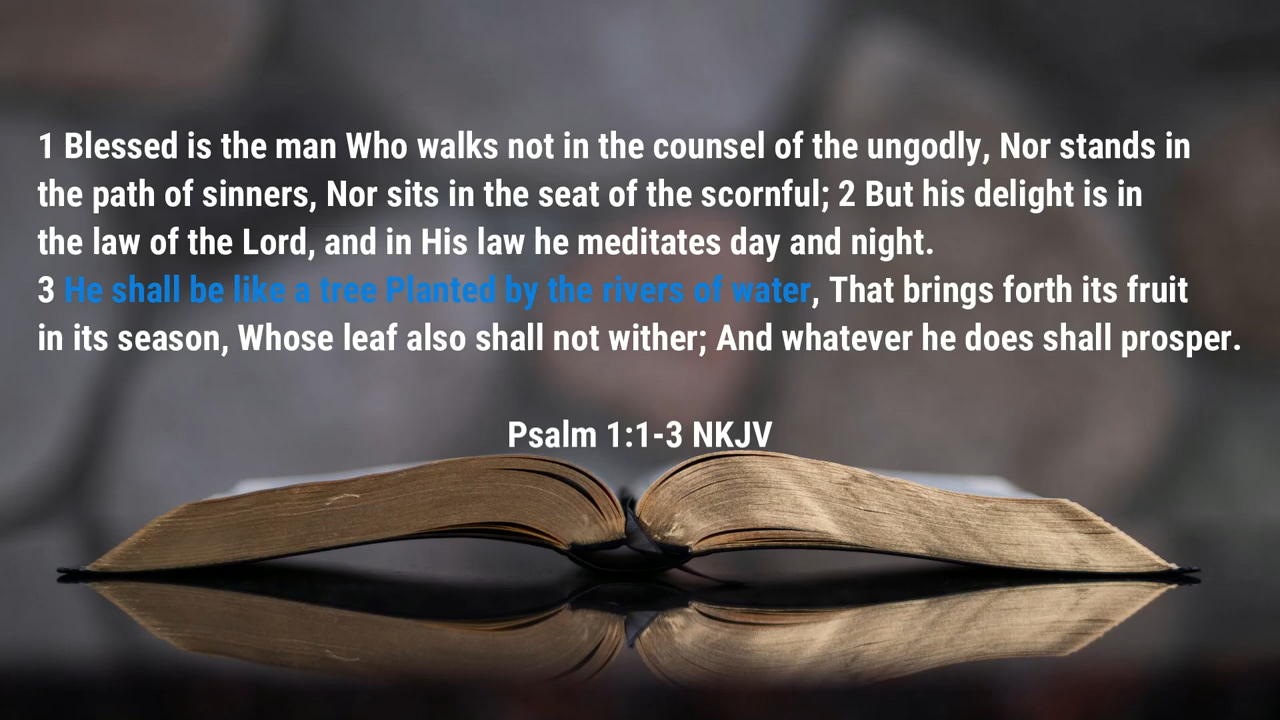 1 Blessed is the man Who walks not in the counsel of the ungodly, Nor stands in
the path of sinners, Nor sits in the seat of the scornful; 2 But his delight is in
the law of the Lord, and in His law he meditates day and night.
3 He shall be like a tree Planted by the rivers of water, That brings forth its fruit
in its season, Whose leaf also shall not wither; And whatever he does shall prosper.
Psalm 1:1-3 NKJV